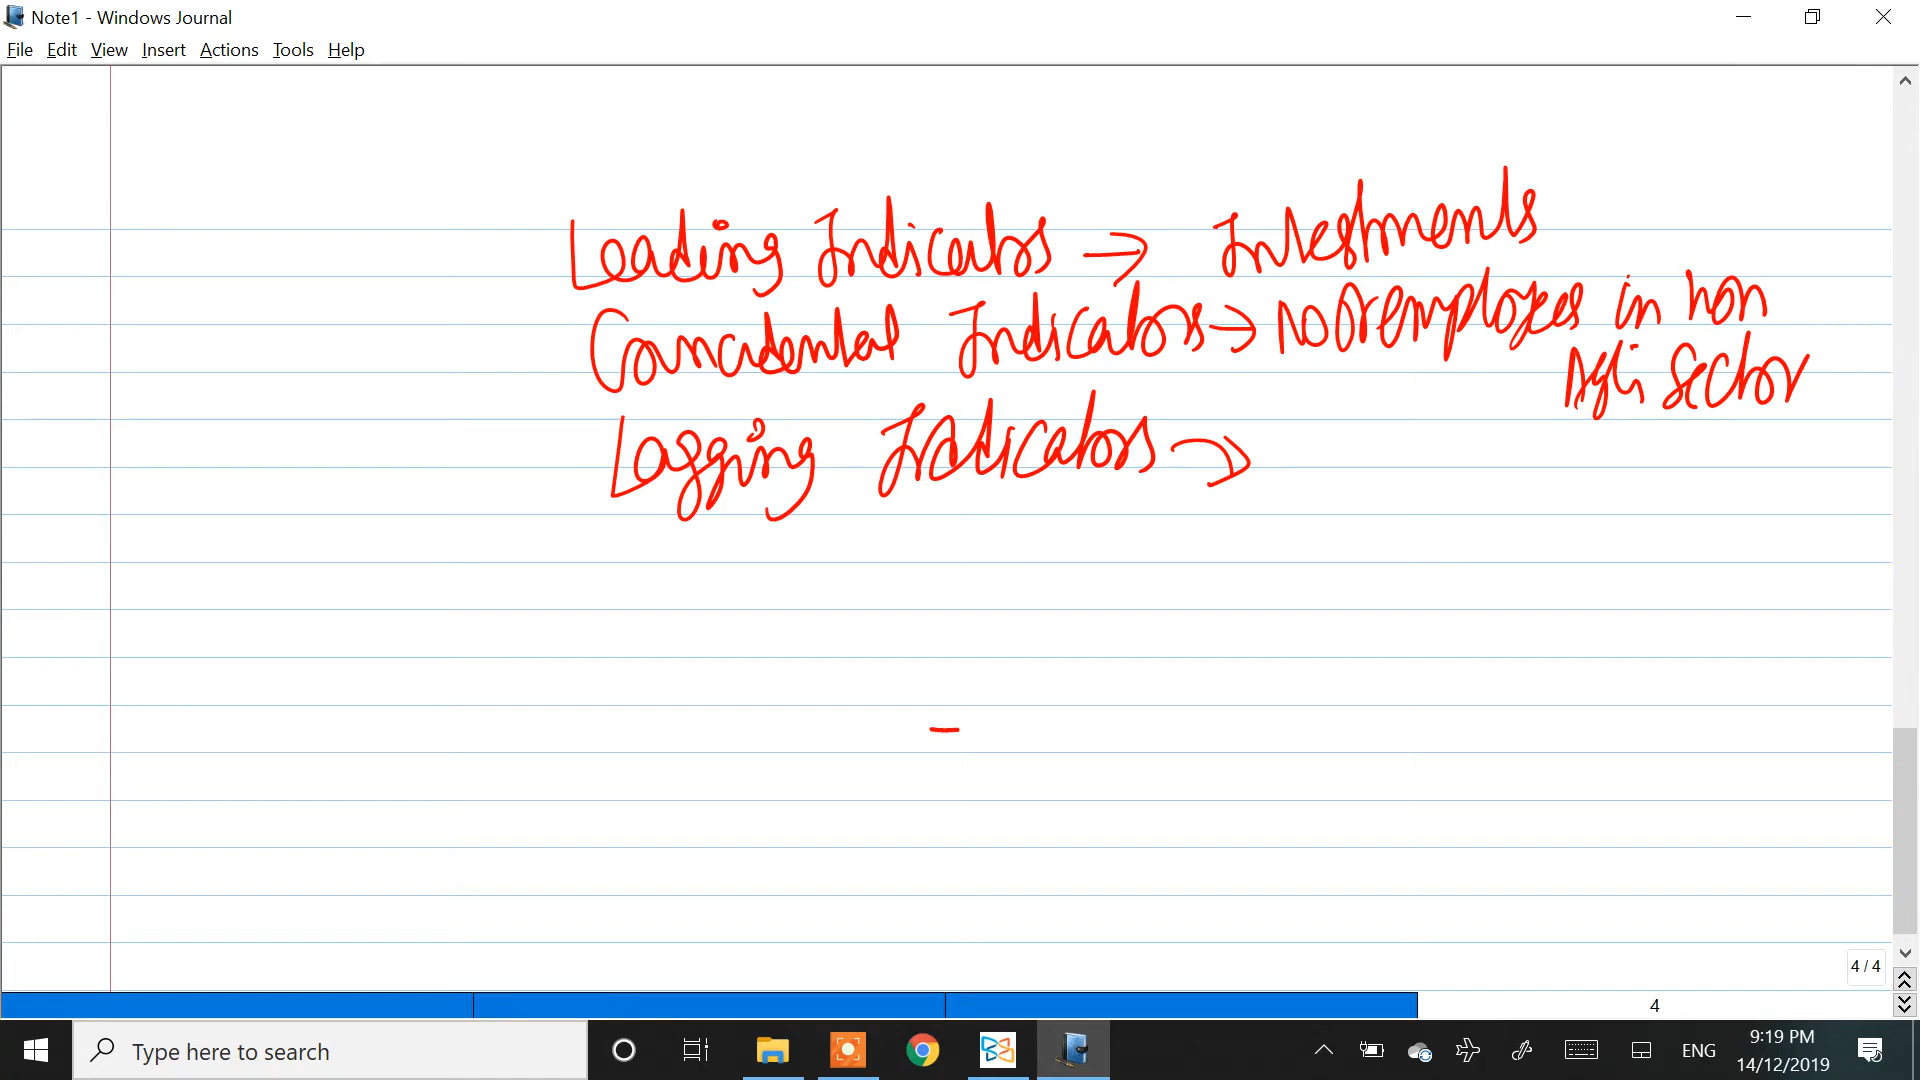 Note1 - Windows Journal
File Edit View Insert Actions Tools Help
Leading Indicators → Investments
Concidental Indicators → No of employees in non
Agri Sector
Lagging Indicators →
4 / 4
4
Type here to search
ENG
9:19 PM
14/12/2019